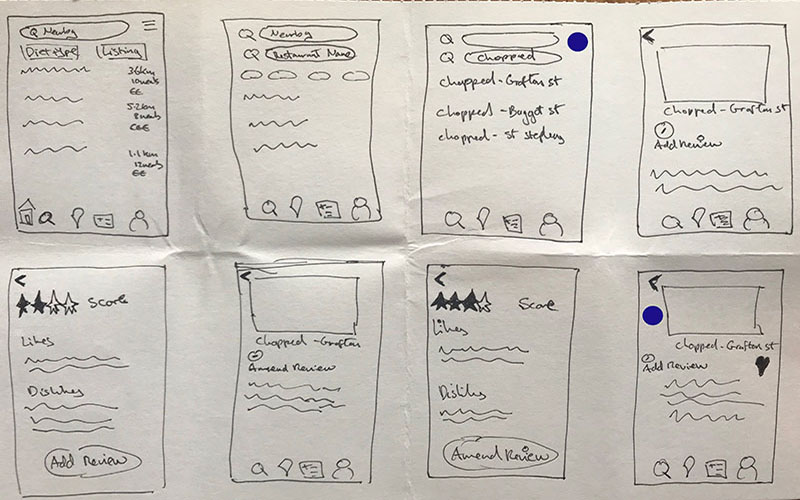 Q Nearby
Diet type
Listing
3.6km
10 meals
€€
5.2km
8 meals
€€€
1.1km
12 meals
€€
Nearby
Restaurant Name
chopped
Chopped - Grafton st
Chopped - Baggot st
Chopped - St Stephens
Chopped - Grafton st
Add Review
Score
Likes
Dislikes
Add Review
Chopped - Grafton
Amend Review
Score
Likes
Dislikes
Amend Review
Chopped - Grafton st
Add Review